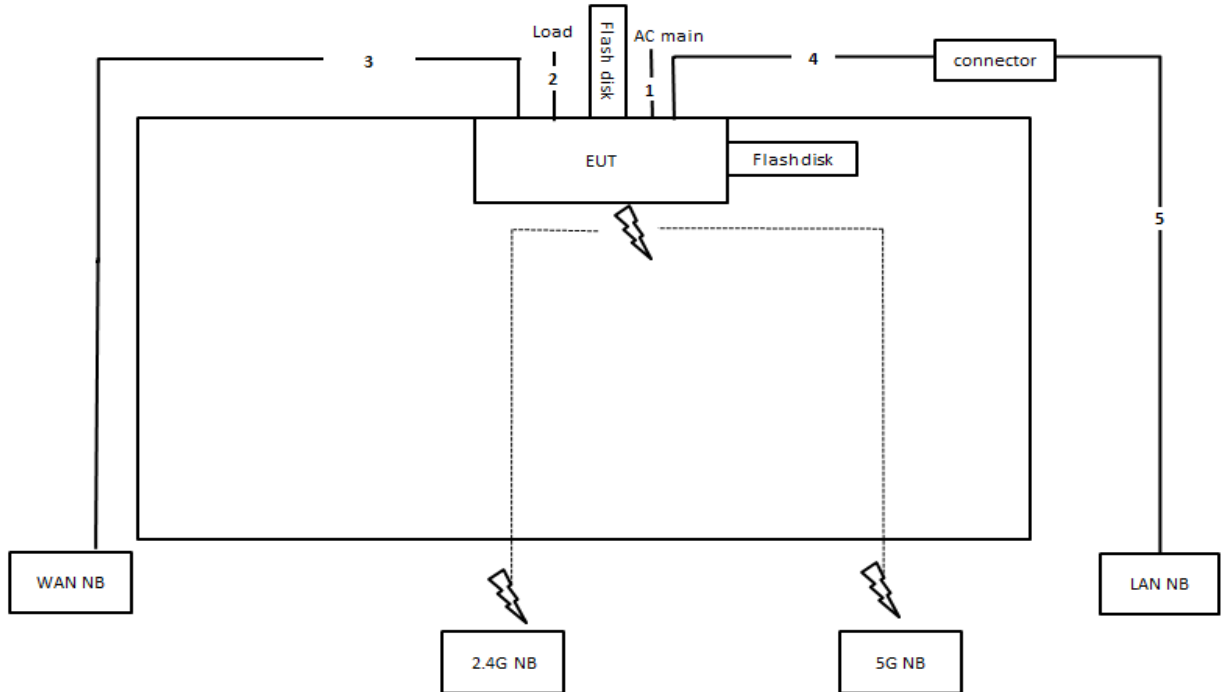 Load
Flash disk
AC main
3
2
1
4
connector
EUT
Flashdisk
5
WAN NB
LAN NB
2.4G NB
5G NB